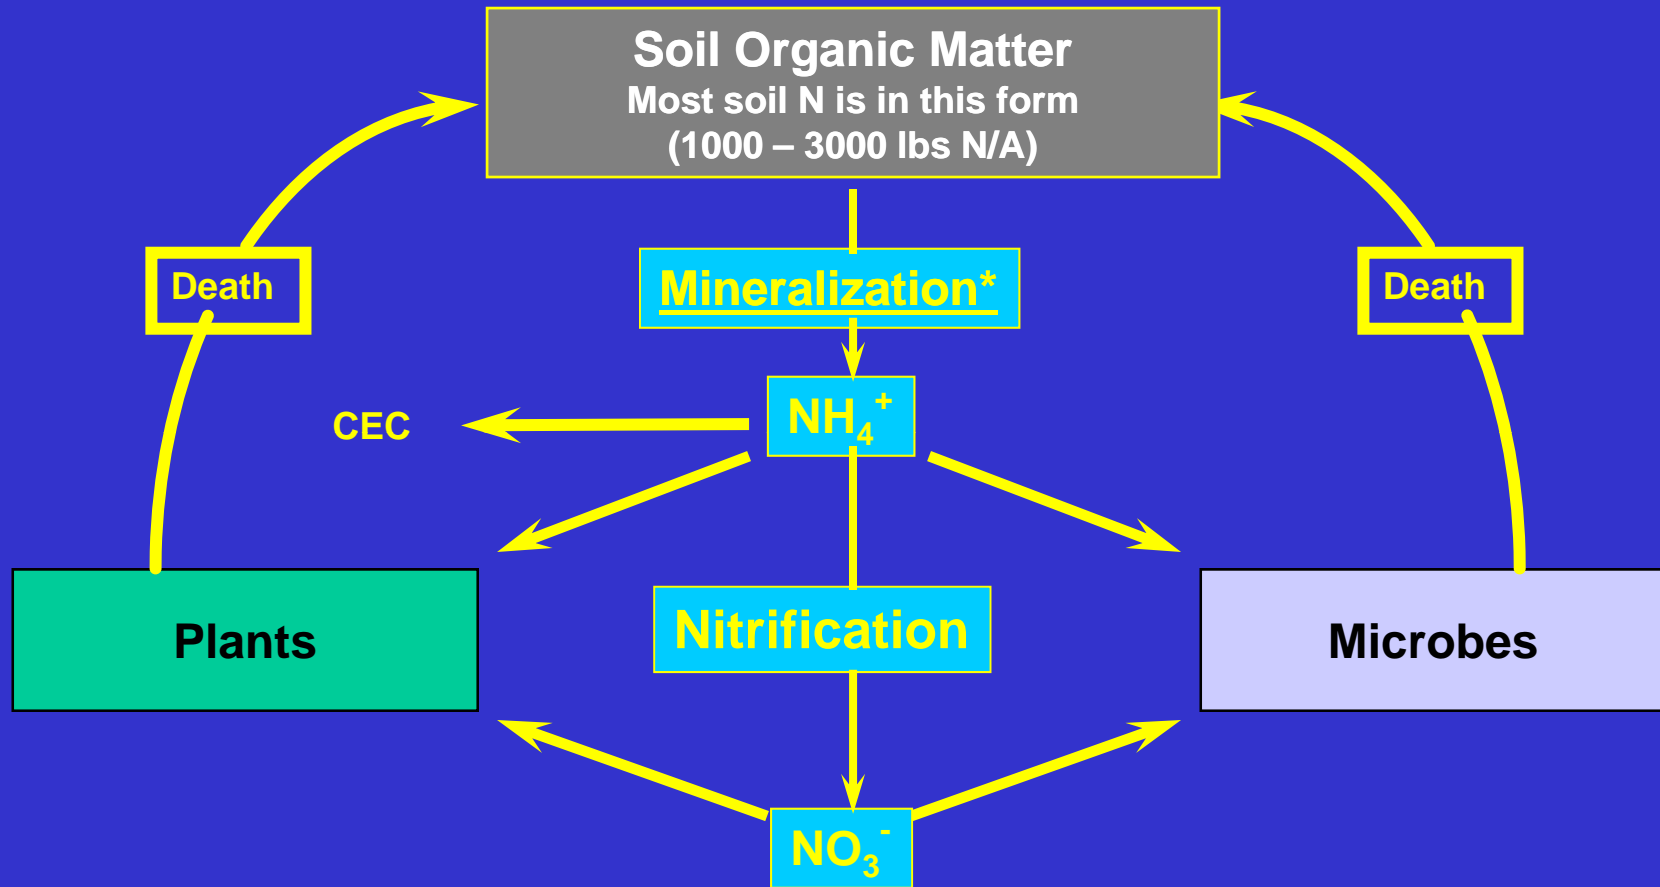 Soil Organic Matter
Most soil N is in this form
(1000 – 3000 lbs N/A)
Death
Mineralization*
Death
CEC
NH₄⁺
Plants
Nitrification
Microbes
NO₃⁻